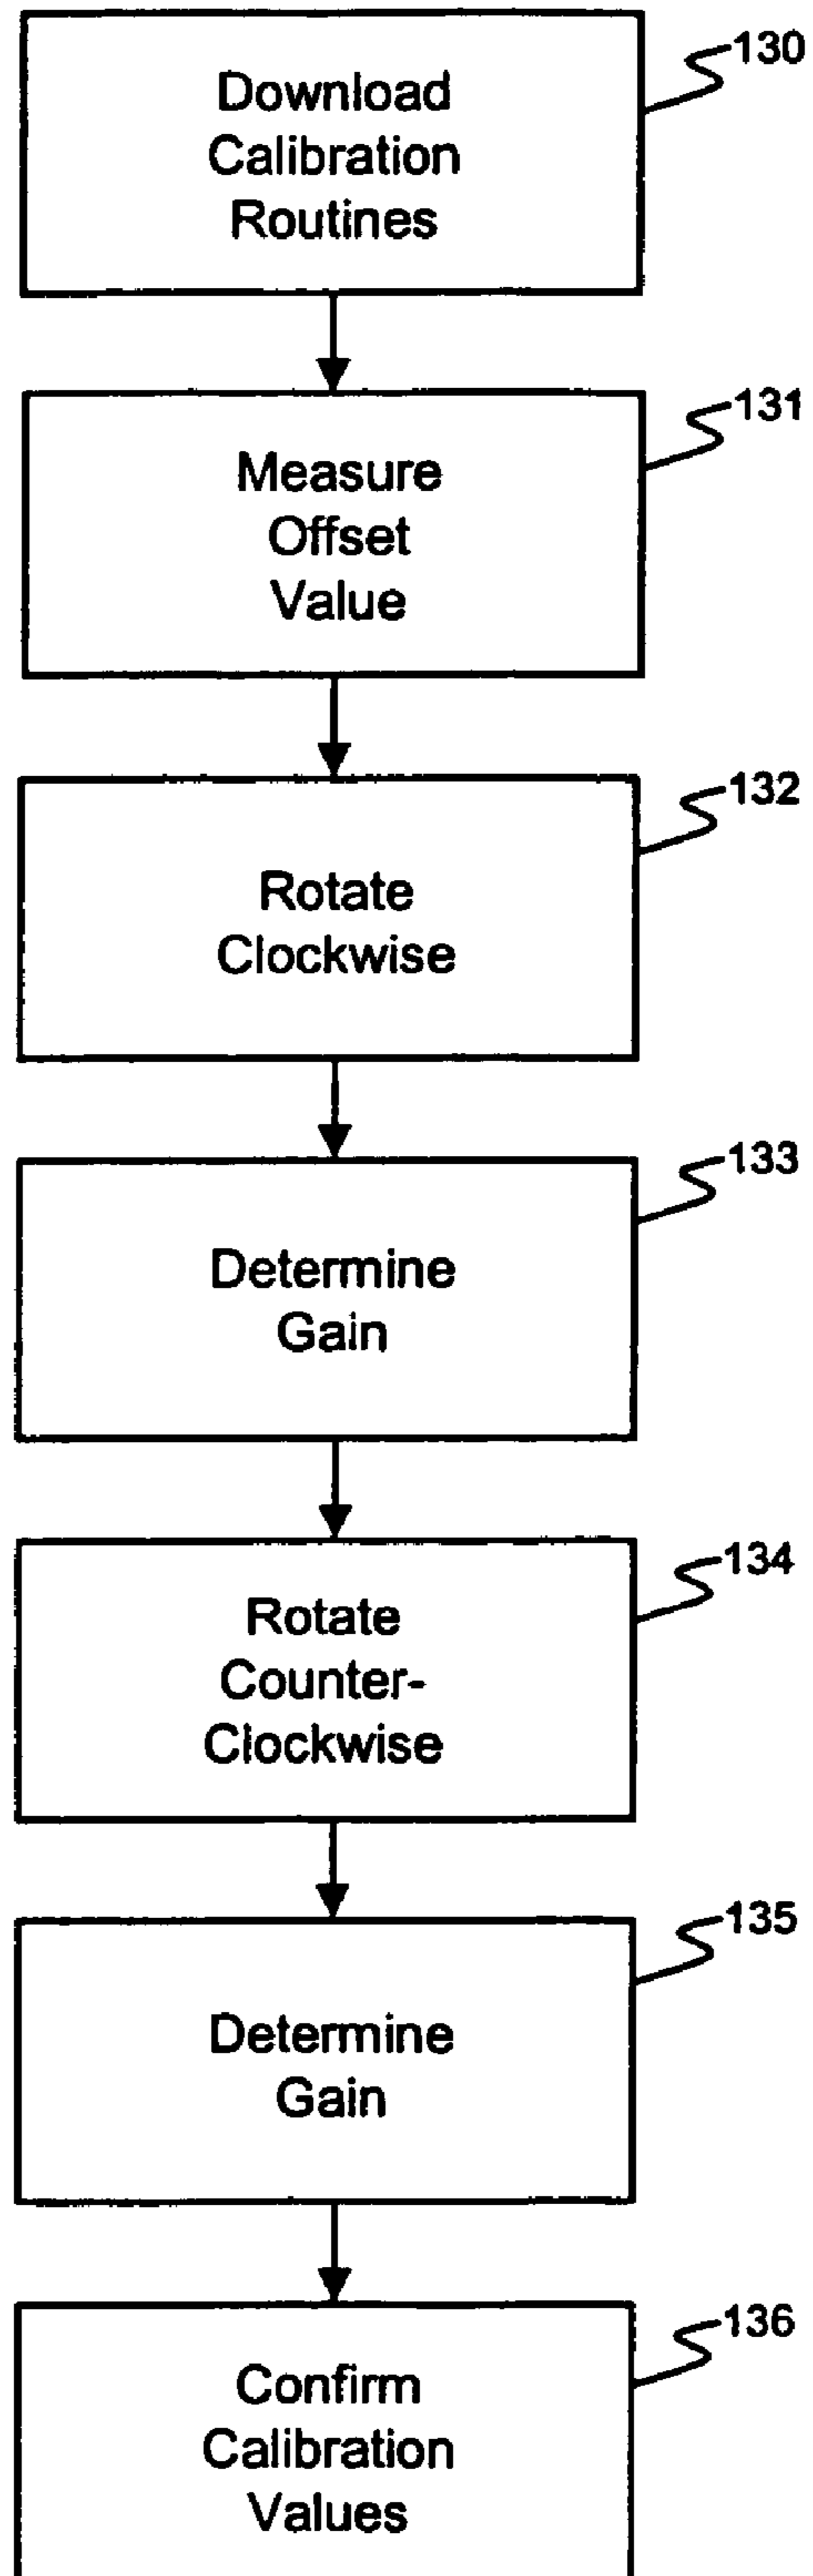 130
Download
Calibration
Routines
131
Measure
Offset
Value
132
Rotate
Clockwise
133
Determine
Gain
134
Rotate
Counter-
Clockwise
135
Determine
Gain
136
Confirm
Calibration
Values